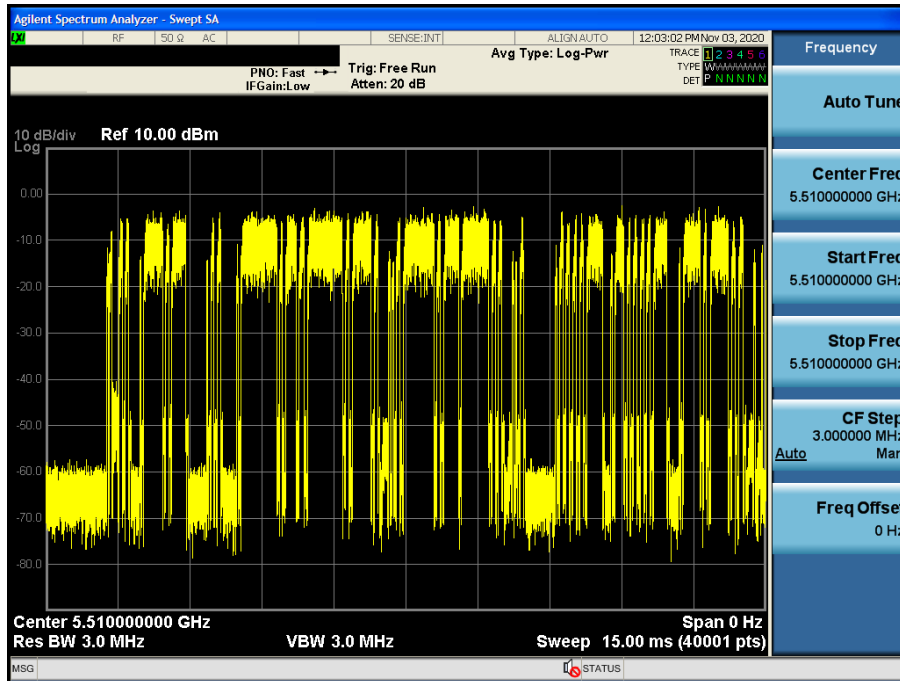 Agilent Spectrum Analyzer - Swept SA
LXI RF 50 Ω AC SENSE:INT ALIGN AUTO 12:03:02 PM Nov 03, 2020
Frequency
Avg Type: Log-Pwr TRACE 1 2 3 4 5 6
PNO: Fast Trig: Free Run TYPE WWWWWW
IFGain:Low Atten: 20 dB DET P N N N N N
Auto Tune
10 dB/div Ref 10.00 dBm
Log
Center Freq
5.510000000 GHz
0.00
-10.0
Start Freq
5.510000000 GHz
-20.0
-30.0
Stop Freq
5.510000000 GHz
-40.0
CF Step
3.000000 MHz
Auto Man
-50.0
-60.0
Freq Offset
0 Hz
-70.0
-80.0
Center 5.510000000 GHz Span 0 Hz
Res BW 3.0 MHz VBW 3.0 MHz Sweep 15.00 ms (40001 pts)
MSG STATUS